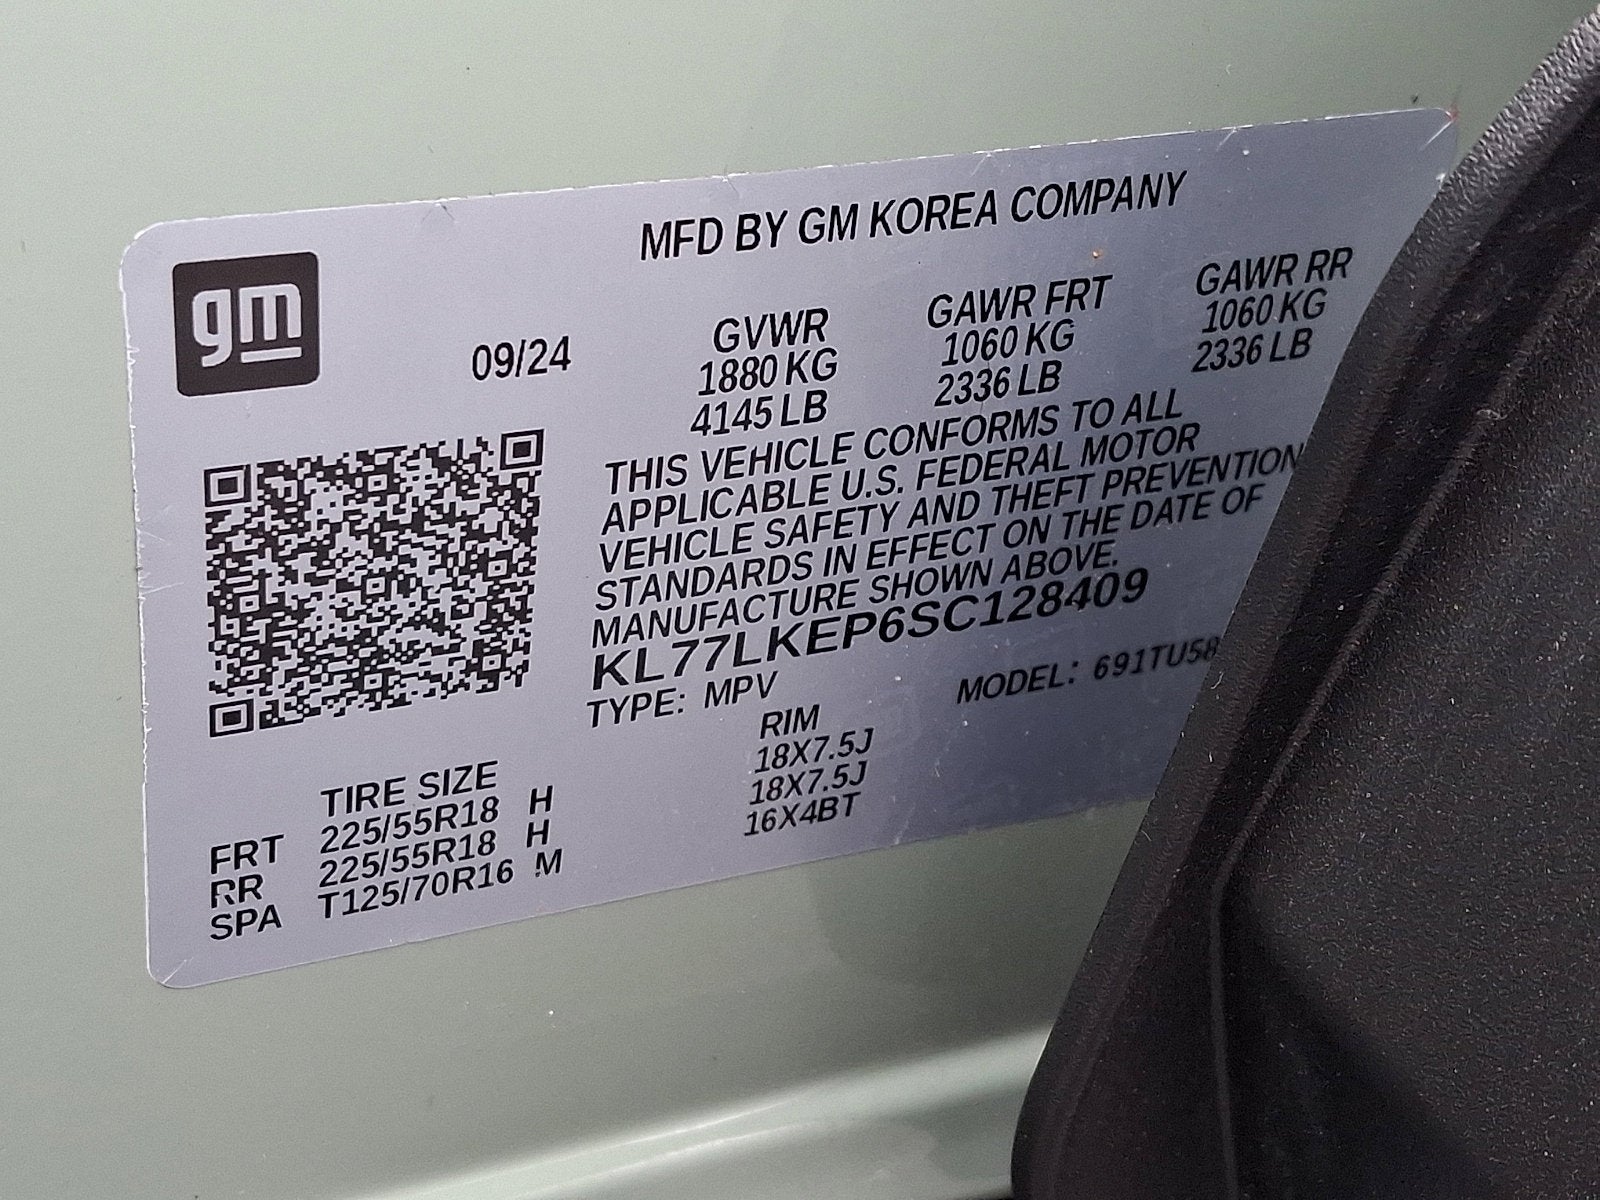 MFD BY GM KOREA COMPANY
gm
09/24
GVWR
1880 KG
4145 LB
GAWR FRT
1060 KG
2336 LB
GAWR RR
1060 KG
2336 LB
THIS VEHICLE CONFORMS TO ALL
APPLICABLE U.S. FEDERAL MOTOR
VEHICLE SAFETY AND THEFT PREVENTION
STANDARDS IN EFFECT ON THE DATE OF
MANUFACTURE SHOWN ABOVE.
KL77LKEP6SC128409
TYPE: MPV MODEL: 691TU58
TIRE SIZE RIM
FRT 225/55R18 H 18X7.5J
RR 225/55R18 H 18X7.5J
SPA T125/70R16 M 16X4BT